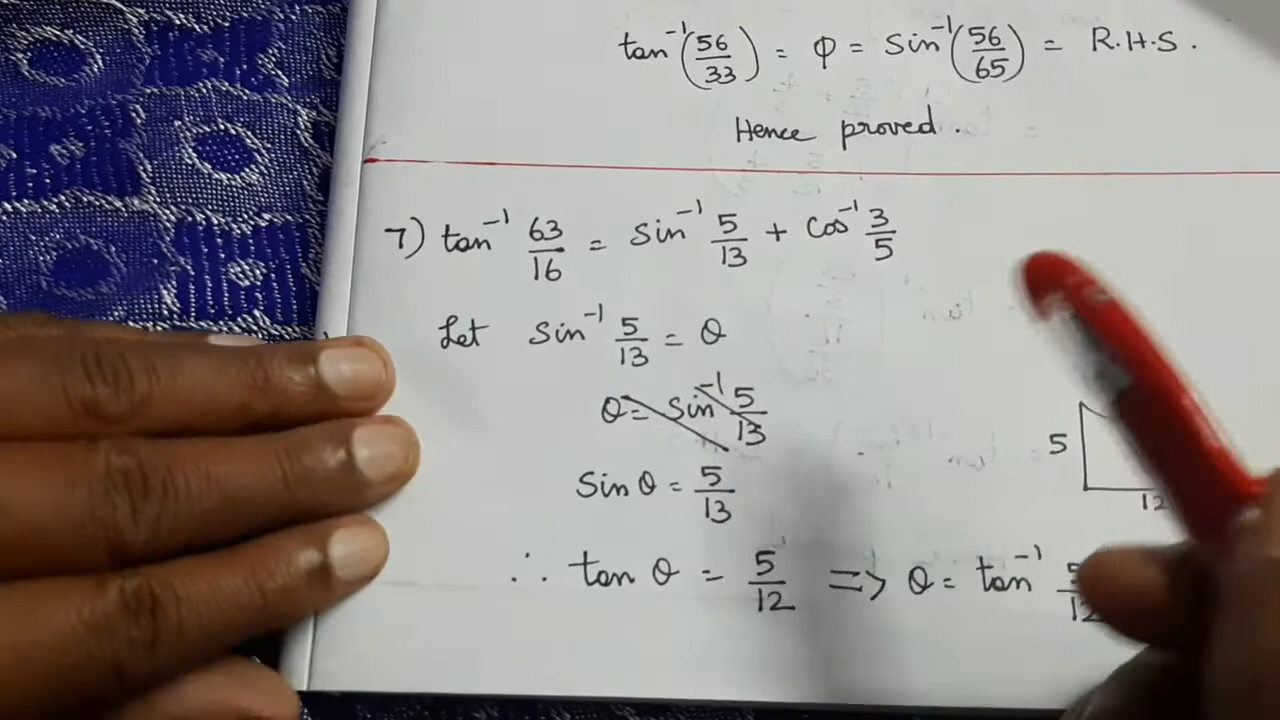 tan⁻¹(56/33) = φ = Sin⁻¹(56/65) = R.H.S.
Hence proved.
7) tan⁻¹ 63/16 = Sin⁻¹ 5/13 + Cos⁻¹ 3/5
Let Sin⁻¹ 5/13 = θ
θ = Sin⁻¹ 5/13
5
Sin θ = 5/13
12
∴ tan θ = 5/12 => θ = tan⁻¹ 5/12